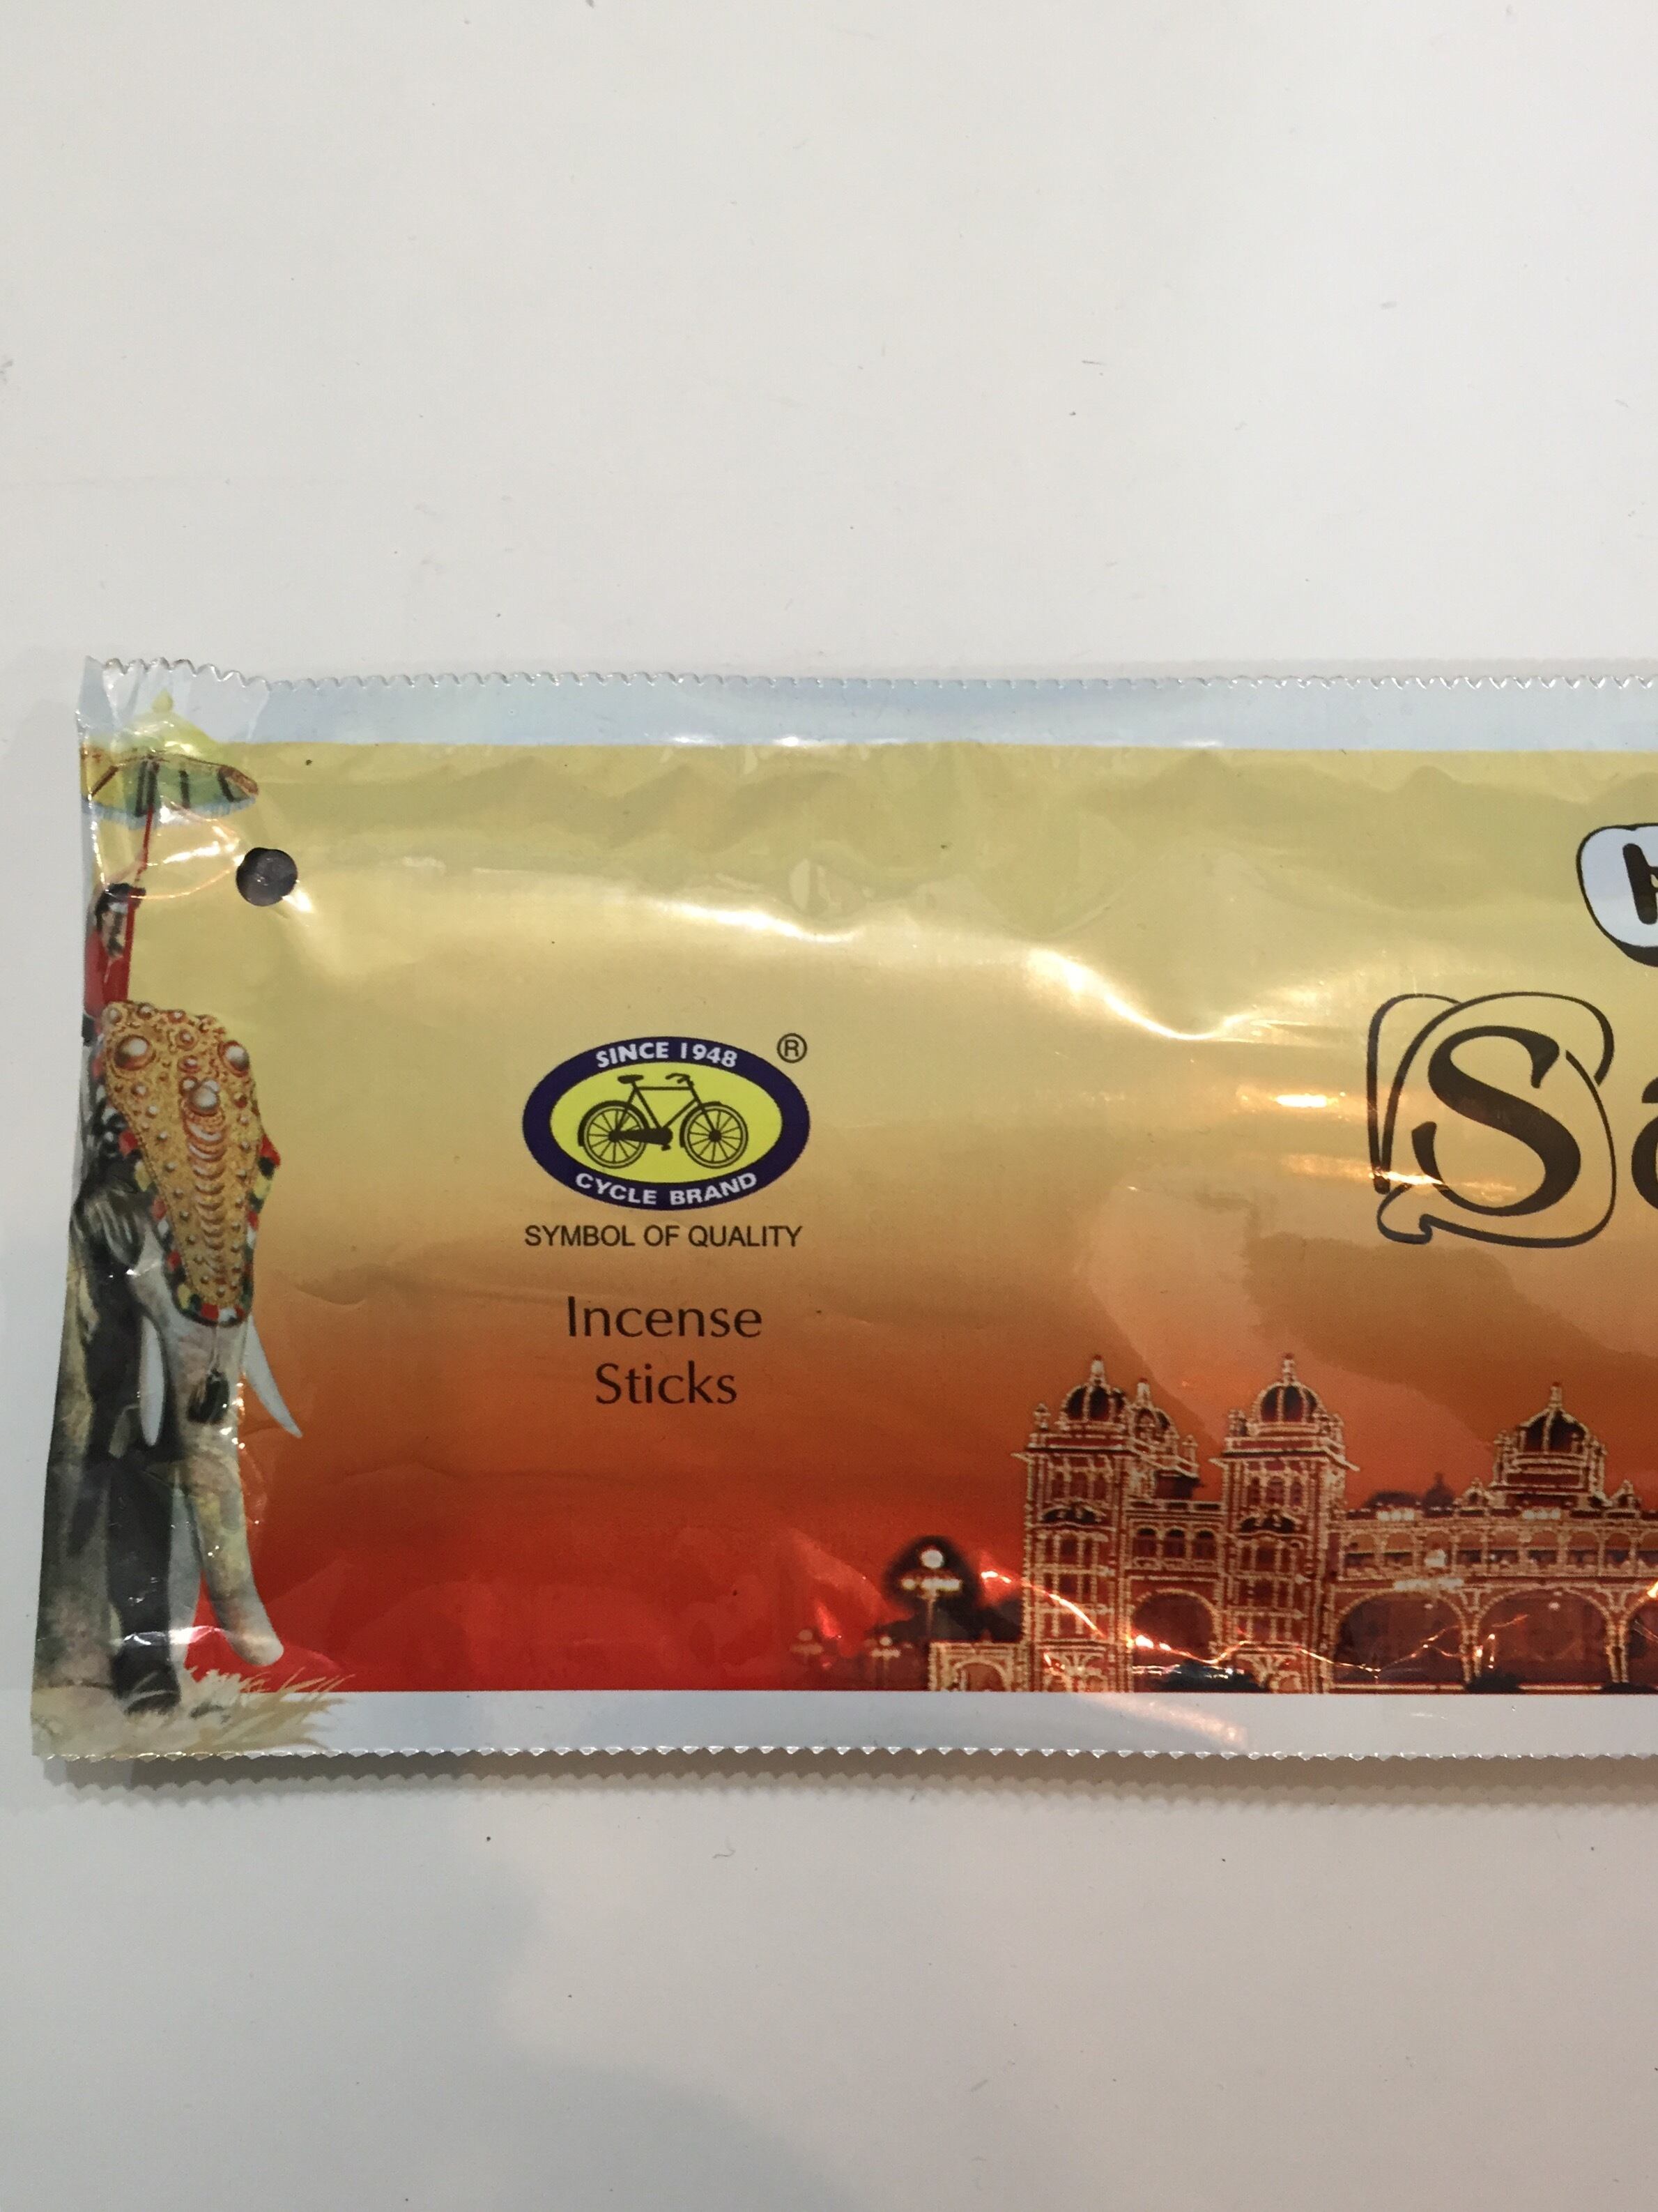 SINCE 1948 ®
CYCLE BRAND
SYMBOL OF QUALITY
Incense
Sticks